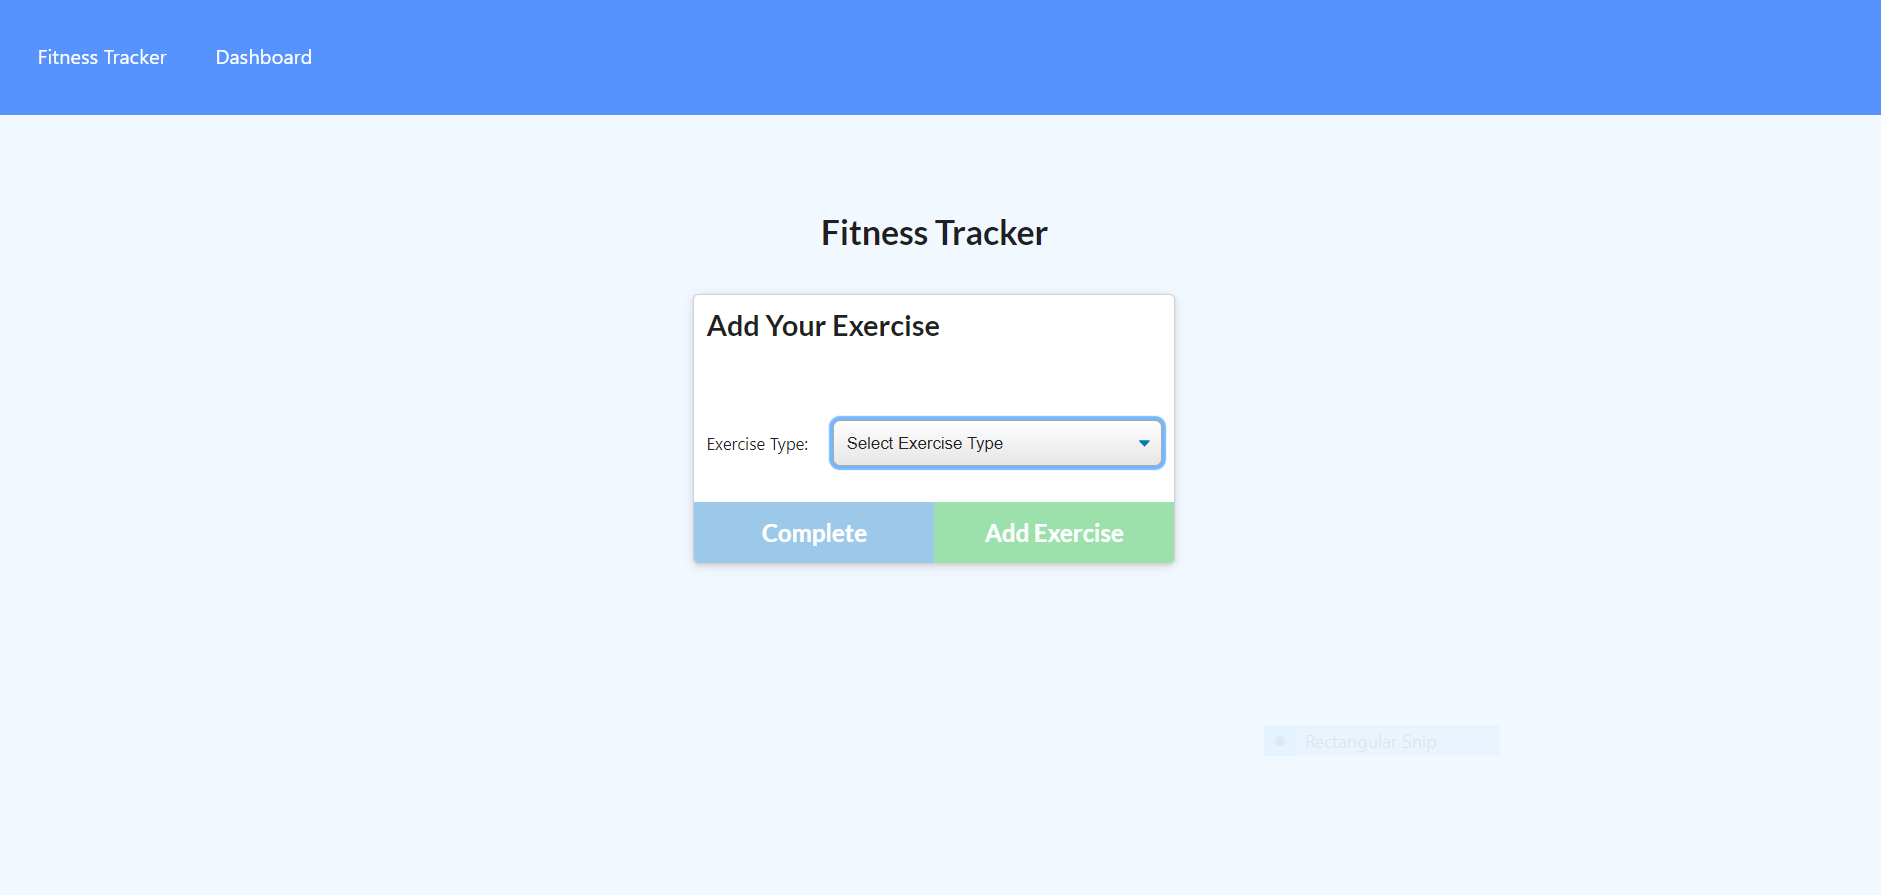 Fitness Tracker Dashboard
Fitness Tracker
Add Your Exercise
Exercise Type: Select Exercise Type
Complete Add Exercise
Rectangular Snip